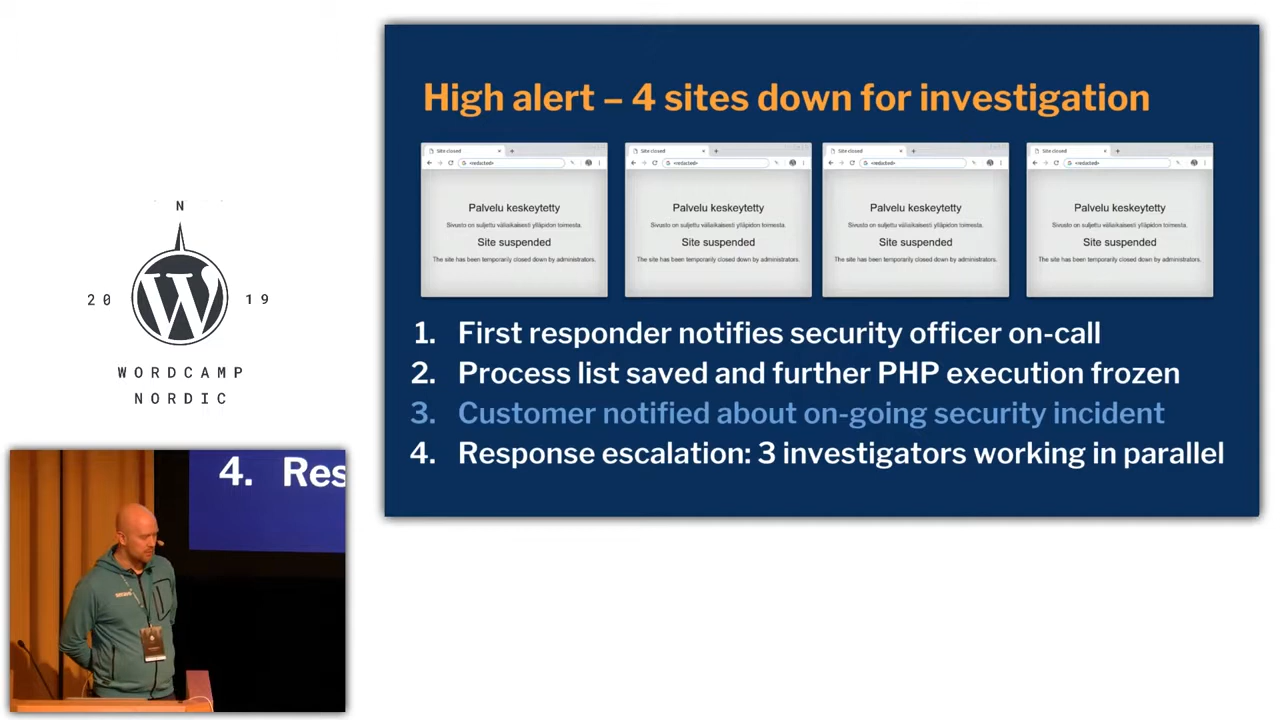 High alert – 4 sites down for investigation
Site closed
<redacted>
Palvelu keskeytetty
Sivusto on suljettu väliaikaisesti ylläpidon toimesta.
Site suspended
The site has been temporarily closed down by administrators.
Site closed
<redacted>
Palvelu keskeytetty
Sivusto on suljettu väliaikaisesti ylläpidon toimesta.
Site suspended
The site has been temporarily closed down by administrators.
Site closed
<redacted>
Palvelu keskeytetty
Sivusto on suljettu väliaikaisesti ylläpidon toimesta.
Site suspended
The site has been temporarily closed down by administrators.
Site closed
<redacted>
Palvelu keskeytetty
Sivusto on suljettu väliaikaisesti ylläpidon toimesta.
Site suspended
The site has been temporarily closed down by administrators.
1. First responder notifies security officer on-call
2. Process list saved and further PHP execution frozen
3. Customer notified about on-going security incident
4. Response escalation: 3 investigators working in parallel
N
20 W 19
WORDCAMP
NORDIC
4. Res